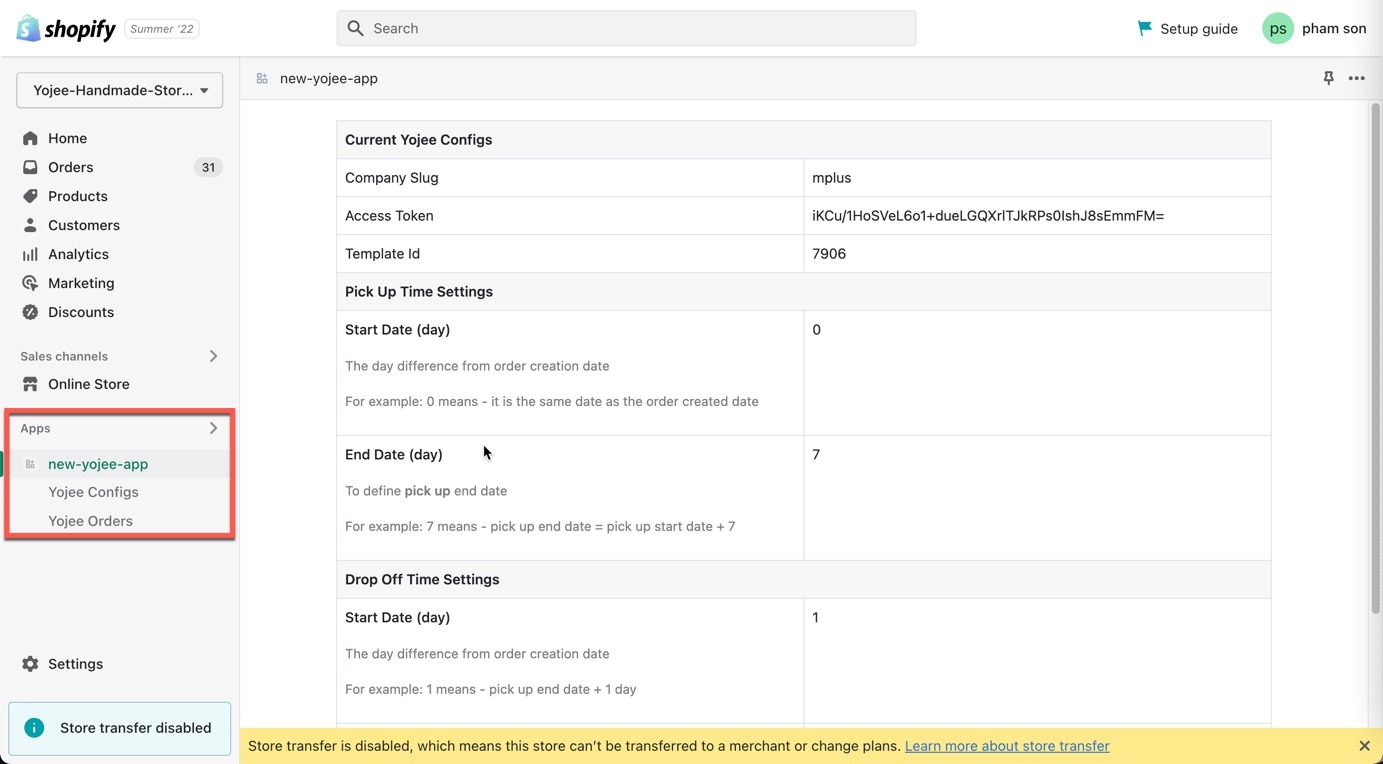 shopify Summer '22
Search
Setup guide
ps pham son
Yojee-Handmade-Stor...
Home
Orders 31
Products
Customers
Analytics
Marketing
Discounts
Sales channels
Online Store
Apps
new-yojee-app
Yojee Configs
Yojee Orders
Settings
Store transfer disabled
new-yojee-app
Current Yojee Configs
Company Slug mplus
Access Token iKCu/1HoSVeL6o1+dueLGQXrlTJkRPs0IshJ8sEmmFM=
Template Id 7906
Pick Up Time Settings
Start Date (day) 0
The day difference from order creation date
For example: 0 means - it is the same date as the order created date
End Date (day) 7
To define pick up end date
For example: 7 means - pick up end date = pick up start date + 7
Drop Off Time Settings
Start Date (day) 1
The day difference from order creation date
For example: 1 means - pick up end date + 1 day
Store transfer is disabled, which means this store can't be transferred to a merchant or change plans. Learn more about store transfer